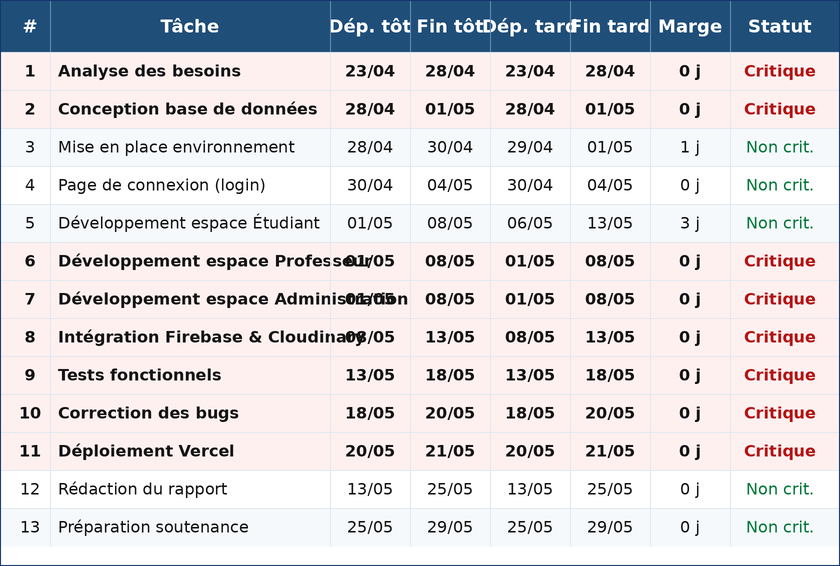 # Tâche Dép. tôt Fin tôt Dép. tard Fin tard Marge Statut
1 Analyse des besoins 23/04 28/04 23/04 28/04 0 j Critique
2 Conception base de données 28/04 01/05 28/04 01/05 0 j Critique
3 Mise en place environnement 28/04 30/04 29/04 01/05 1 j Non crit.
4 Page de connexion (login) 30/04 04/05 30/04 04/05 0 j Non crit.
5 Développement espace Étudiant 01/05 08/05 06/05 13/05 3 j Non crit.
6 Développement espace Professeur 01/05 08/05 01/05 08/05 0 j Critique
7 Développement espace Administration 01/05 08/05 01/05 08/05 0 j Critique
8 Intégration Firebase & Cloudinary 08/05 13/05 08/05 13/05 0 j Critique
9 Tests fonctionnels 13/05 18/05 13/05 18/05 0 j Critique
10 Correction des bugs 18/05 20/05 18/05 20/05 0 j Critique
11 Déploiement Vercel 20/05 21/05 20/05 21/05 0 j Critique
12 Rédaction du rapport 13/05 25/05 13/05 25/05 0 j Non crit.
13 Préparation soutenance 25/05 29/05 25/05 29/05 0 j Non crit.